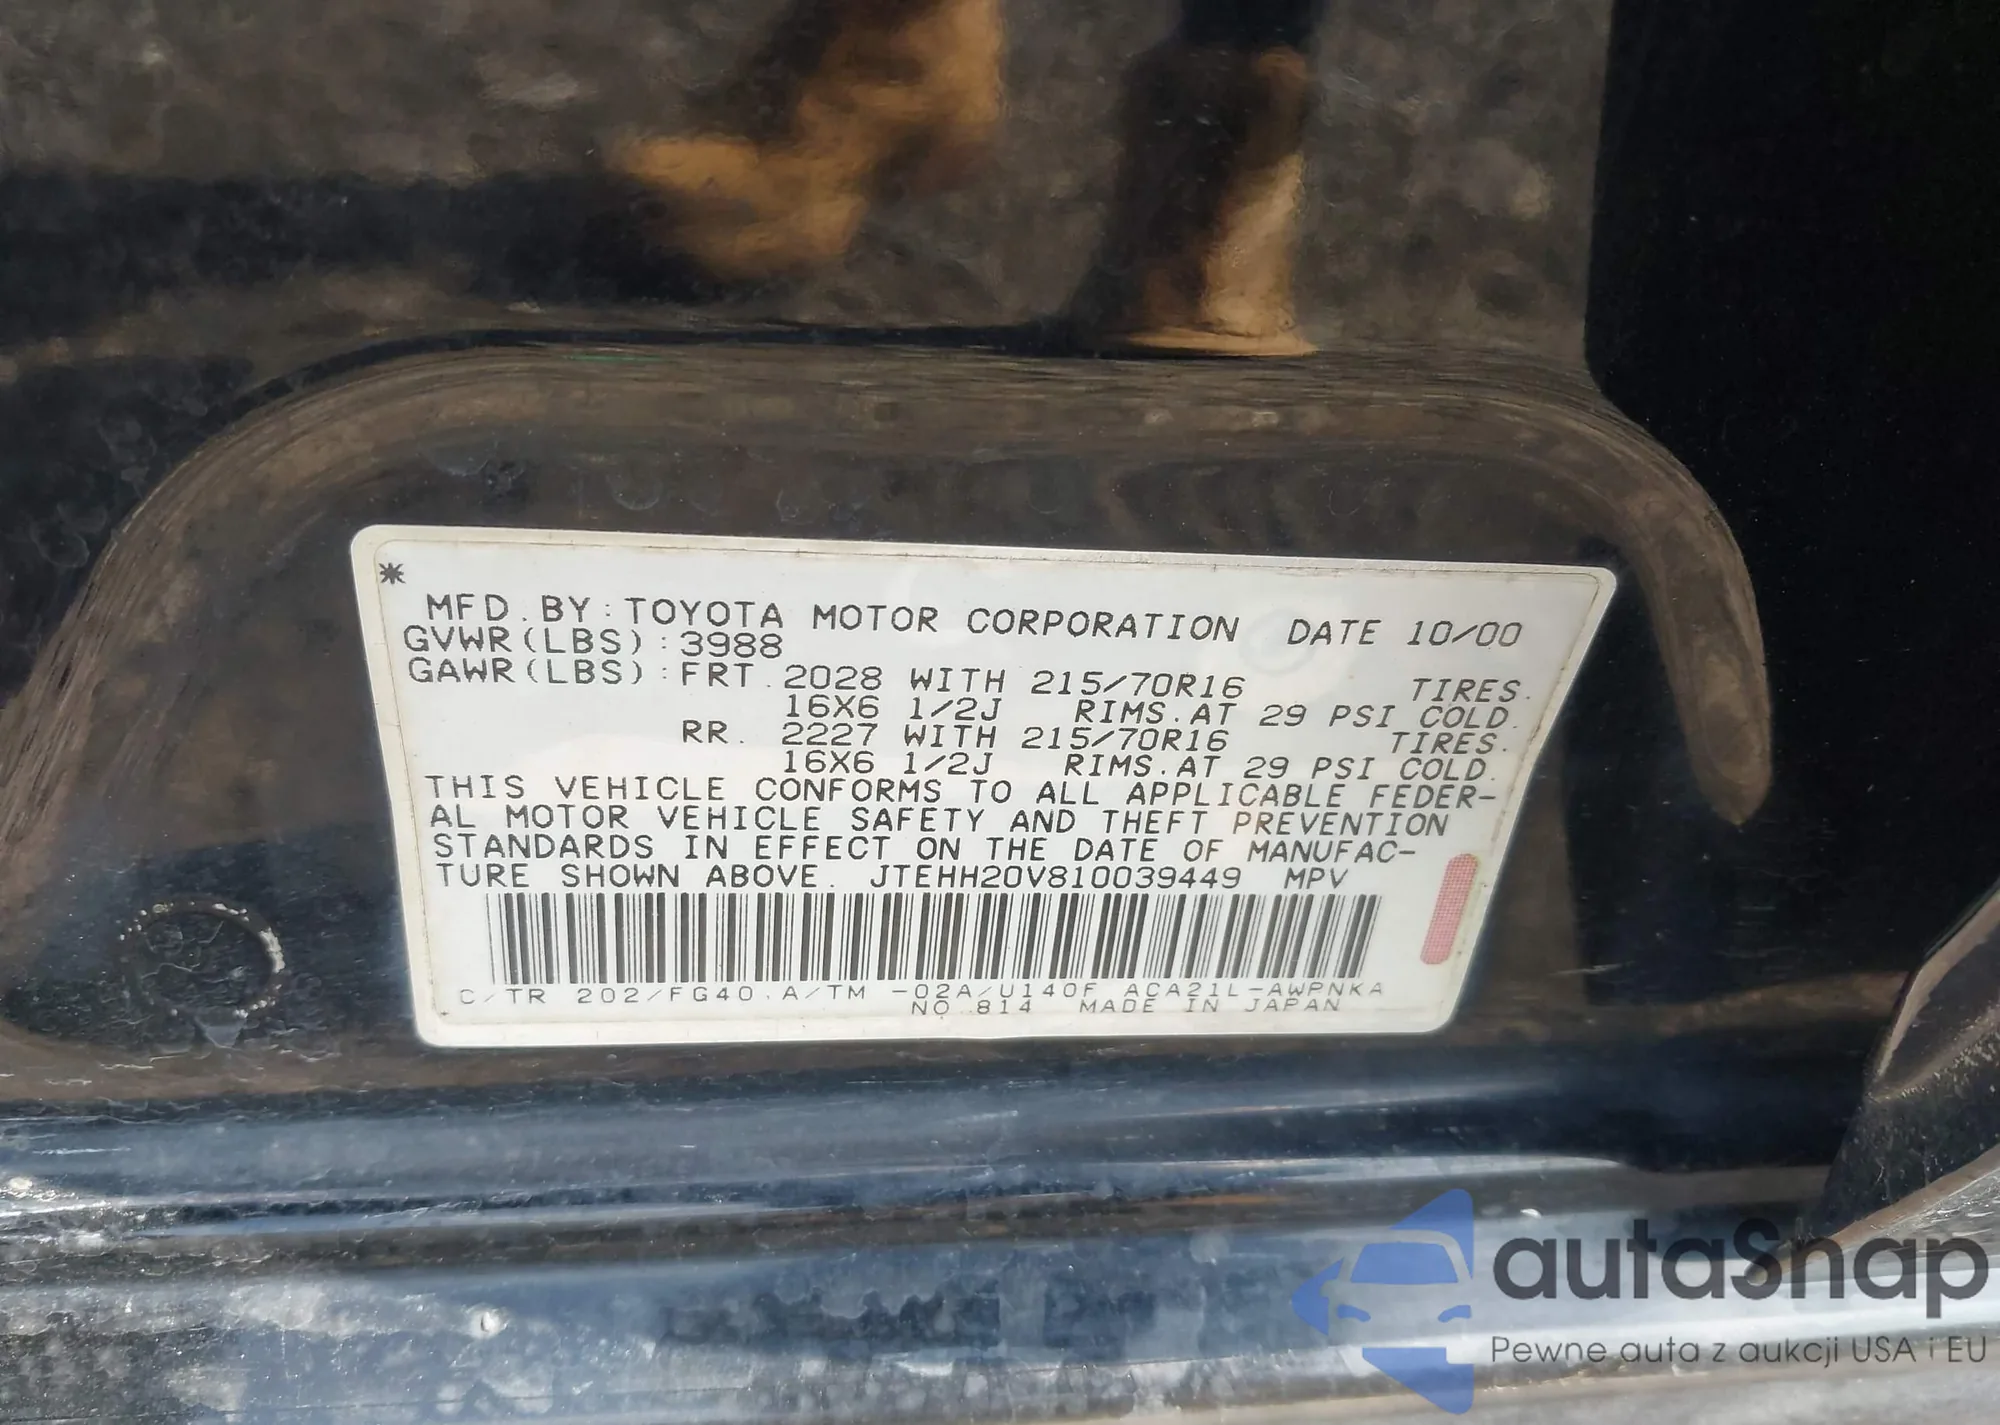 MFD. BY: TOYOTA MOTOR CORPORATION DATE 10/00
GVWR(LBS): 3988
GAWR(LBS): FRT. 2028 WITH 215/70R16 TIRES.
16X6 1/2J RIMS. AT 29 PSI COLD.
RR. 2227 WITH 215/70R16 TIRES.
16X6 1/2J RIMS. AT 29 PSI COLD.
THIS VEHICLE CONFORMS TO ALL APPLICABLE FEDER-
AL MOTOR VEHICLE SAFETY AND THEFT PREVENTION
STANDARDS IN EFFECT ON THE DATE OF MANUFAC-
TURE SHOWN ABOVE. JTEHH20V810039449 MPV
C/TR 202/FG40. A/TM -02A/U140F ACA21L-AWPNKA
NO. 814 MADE IN JAPAN
autaSnap
Pewne auta z aukcji USA i EU